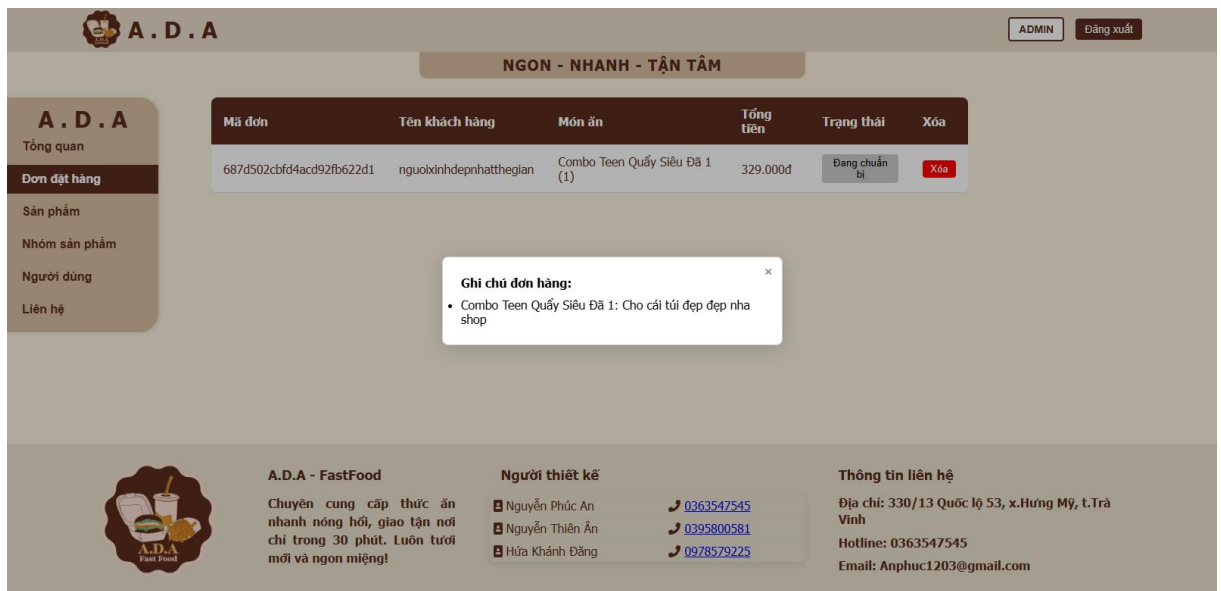 A.D.A
A . D . A
ADMIN
Đăng xuất
NGON - NHANH - TẬN TÂM
A . D . A
Tổng quan
Đơn đặt hàng
Sản phẩm
Nhóm sản phẩm
Người dùng
Liên hệ
Mã đơn
Tên khách hàng
Món ăn
Tổng
tiền
Trạng thái
Xóa
687d502cbfd4acd92fb622d1
nguoixinhdepnhatthegian
Combo Teen Quẩy Siêu Đã 1
(1)
329.000đ
Đang chuẩn
bị
Xóa
×
Ghi chú đơn hàng:
• Combo Teen Quẩy Siêu Đã 1: Cho cái túi đẹp đẹp nha
shop
A.D.A
Fast Food
A.D.A - FastFood
Chuyên cung cấp thức ăn
nhanh nóng hổi, giao tận nơi
chỉ trong 30 phút. Luôn tươi
mới và ngon miệng!
Người thiết kế
Nguyễn Phúc An
0363547545
Nguyễn Thiên Ân
0395800581
Hứa Khánh Đăng
0978579225
Thông tin liên hệ
Địa chỉ: 330/13 Quốc lộ 53, x.Hưng Mỹ, t.Trà
Vinh
Hotline: 0363547545
Email: Anphuc1203@gmail.com